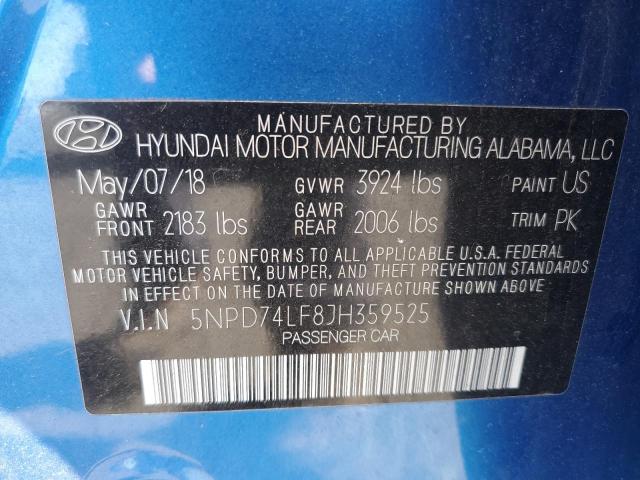 MANUFACTURED BY
HYUNDAI MOTOR MANUFACTURING ALABAMA, LLC
May/07/18 GVWR 3924 lbs PAINT US
GAWR FRONT 2183 lbs GAWR REAR 2006 lbs TRIM PK
THIS VEHICLE CONFORMS TO ALL APPLICABLE U.S.A. FEDERAL
MOTOR VEHICLE SAFETY, BUMPER, AND THEFT PREVENTION STANDARDS
IN EFFECT ON THE DATE OF MANUFACTURE SHOWN ABOVE.
V.I.N 5NPD74LF8JH359525
PASSENGER CAR